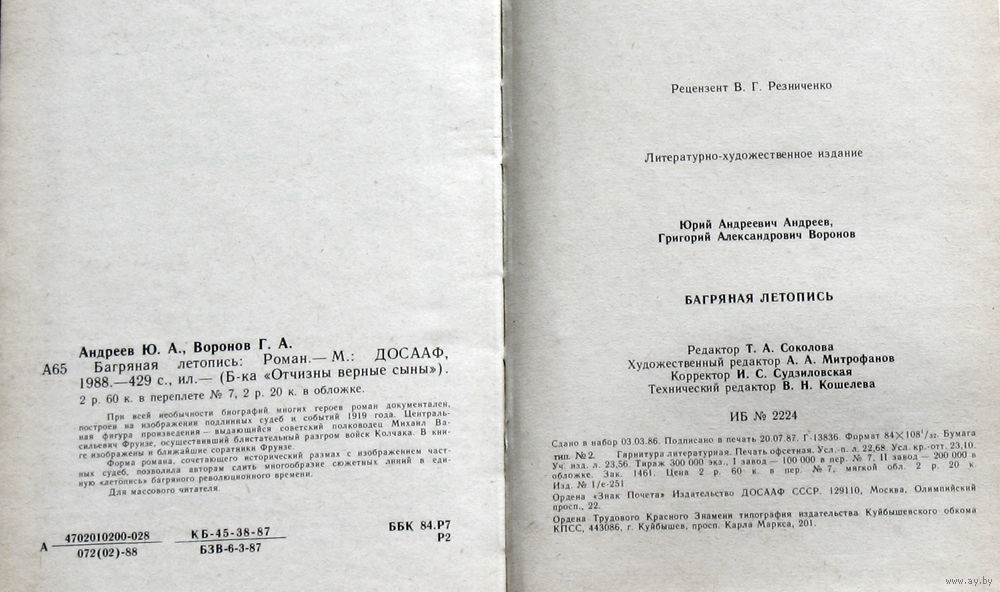 Андреев Ю. А., Воронов Г. А.
А65 Багряная летопись: Роман.— М.: ДОСААФ,
1988.—429 с., ил.— (Б-ка «Отчизны верные сыны»).
2 р. 60 к. в переплете № 7, 2 р. 20 к. в обложке.
При всей необычности биографий многих героев роман документален,
построен на изображении подлинных судеб и событий 1919 года. Централь-
ная фигура произведения — выдающийся советский полководец Михаил Ва-
сильевич Фрунзе, осуществивший блистательный разгром войск Колчака. В кни-
ге изображены и ближайшие соратники Фрунзе.
Форма романа, сочетающего исторический размах с изображением част-
ных судеб, позволила авторам слить многообразие сюжетных линий в еди-
ную «летопись» багряного революционного времени.
Для массового читателя.
А 4702010200-028 КБ-45-38-87
072(02)-88 БЗВ-6-3-87
ББК 84.Р7
Р2
Рецензент В. Г. Резниченко
Литературно-художественное издание
Юрий Андреевич Андреев,
Григорий Александрович Воронов
БАГРЯНАЯ ЛЕТОПИСЬ
Редактор Т. А. Соколова
Художественный редактор А. А. Митрофанов
Корректор И. С. Судзиловская
Технический редактор В. Н. Кошелева
ИБ № 2224
Сдано в набор 03.03.86. Подписано в печать 20.07.87. Г-13836. Формат 84×108¹/₃₂. Бумага
тип. № 2. Гарнитура литературная. Печать офсетная. Усл. п. л. 22,68. Усл. кр.-отт. 23,10.
Уч изд. л. 23,56. Тираж 300 000 экз., I завод — 100 000 в пер. № 7, II завод — 200 000 в
обложке. Зак. 1461. Цена 2 р. 60 к. в пер. № 7, мягкой обл. 2 р. 20 к.
Изд. № 1/е-251
Ордена «Знак Почета» Издательство ДОСААФ СССР. 129110, Москва, Олимпийский
просп., 22.
Ордена Трудового Красного Знамени типография издательства Куйбышевского обкома
КПСС, 443086, г. Куйбышев, просп. Карла Маркса, 201.
www.ay.by